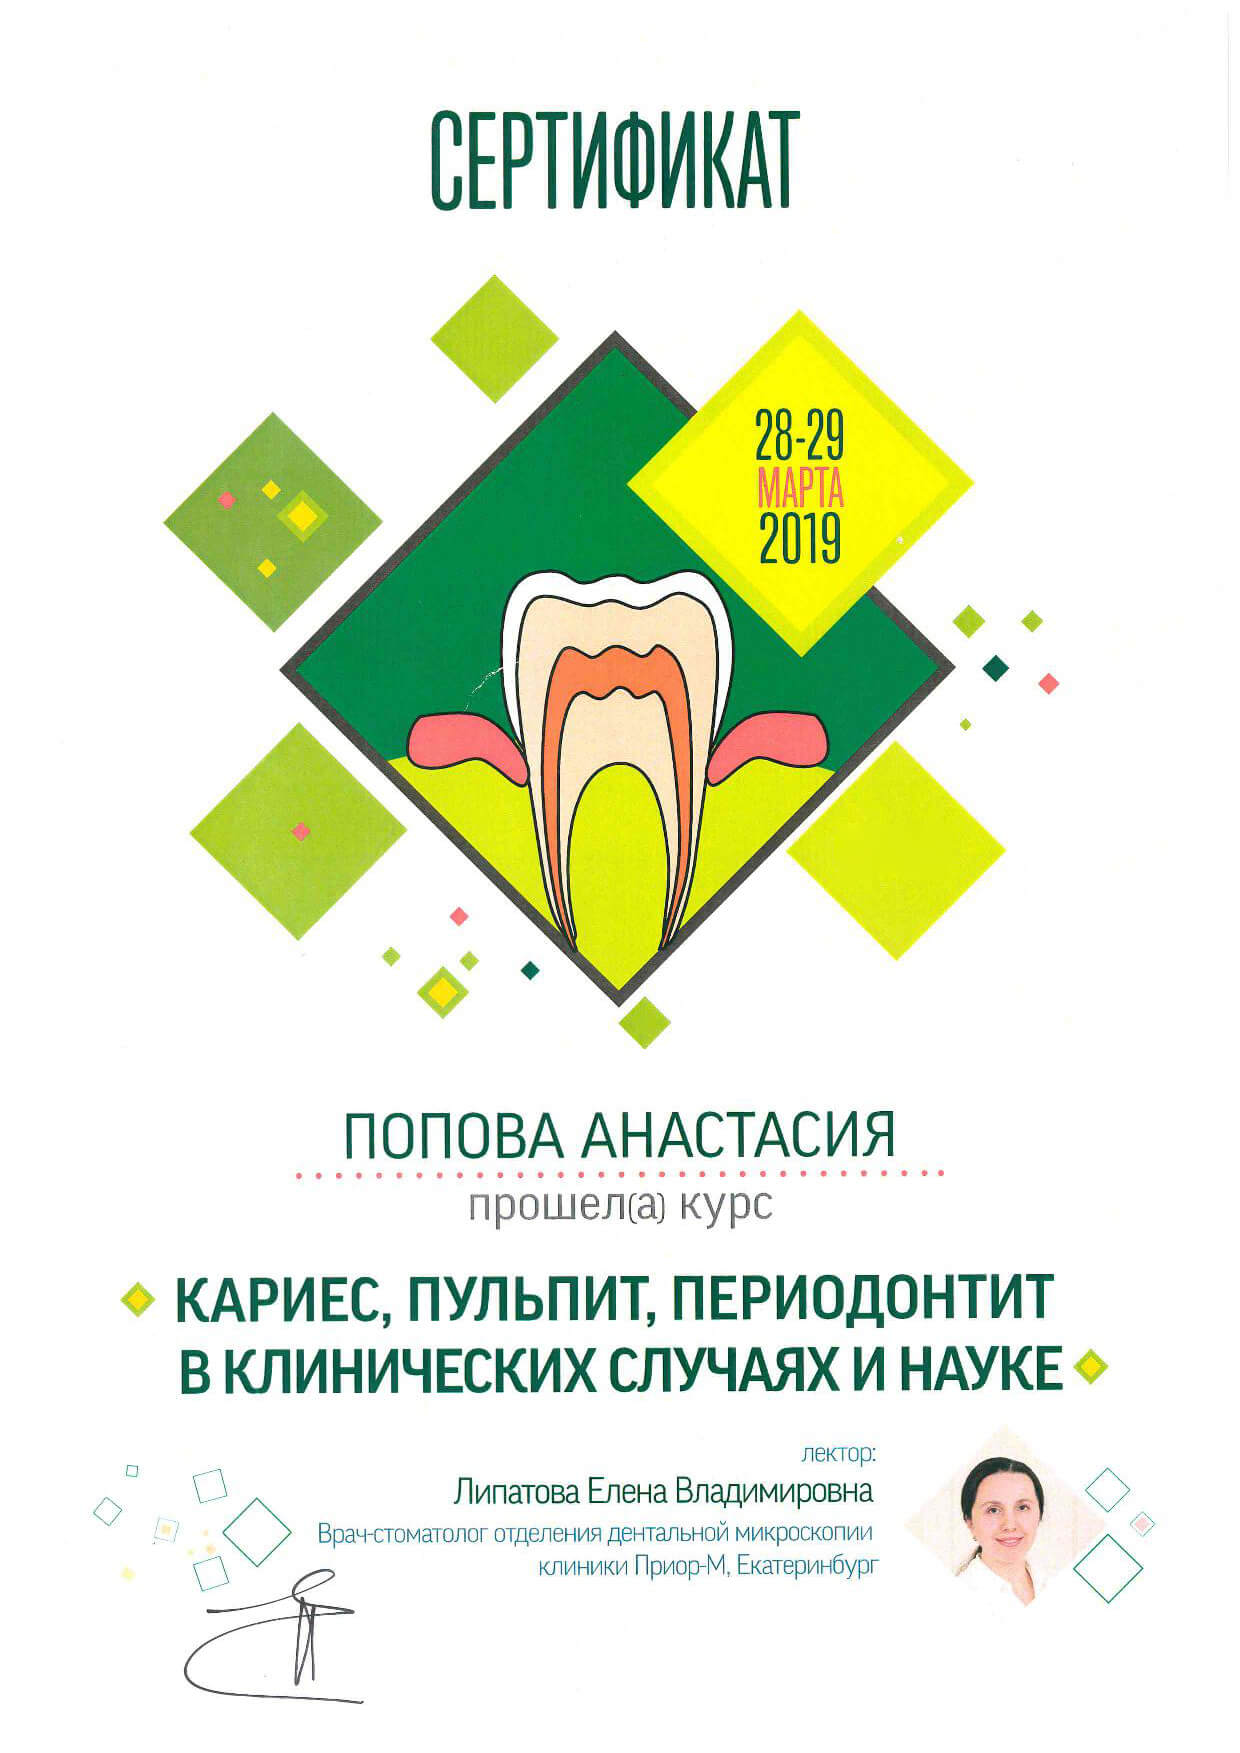 СЕРТИФИКАТ
28-29
МАРТА
2019
ПОПОВА АНАСТАСИЯ
прошел(а) курс
КАРИЕС, ПУЛЬПИТ, ПЕРИОДОНТИТ
В КЛИНИЧЕСКИХ СЛУЧАЯХ И НАУКЕ
лектор:
Липатова Елена Владимировна
Врач-стоматолог отделения дентальной микроскопии
клиники Приор-М, Екатеринбург